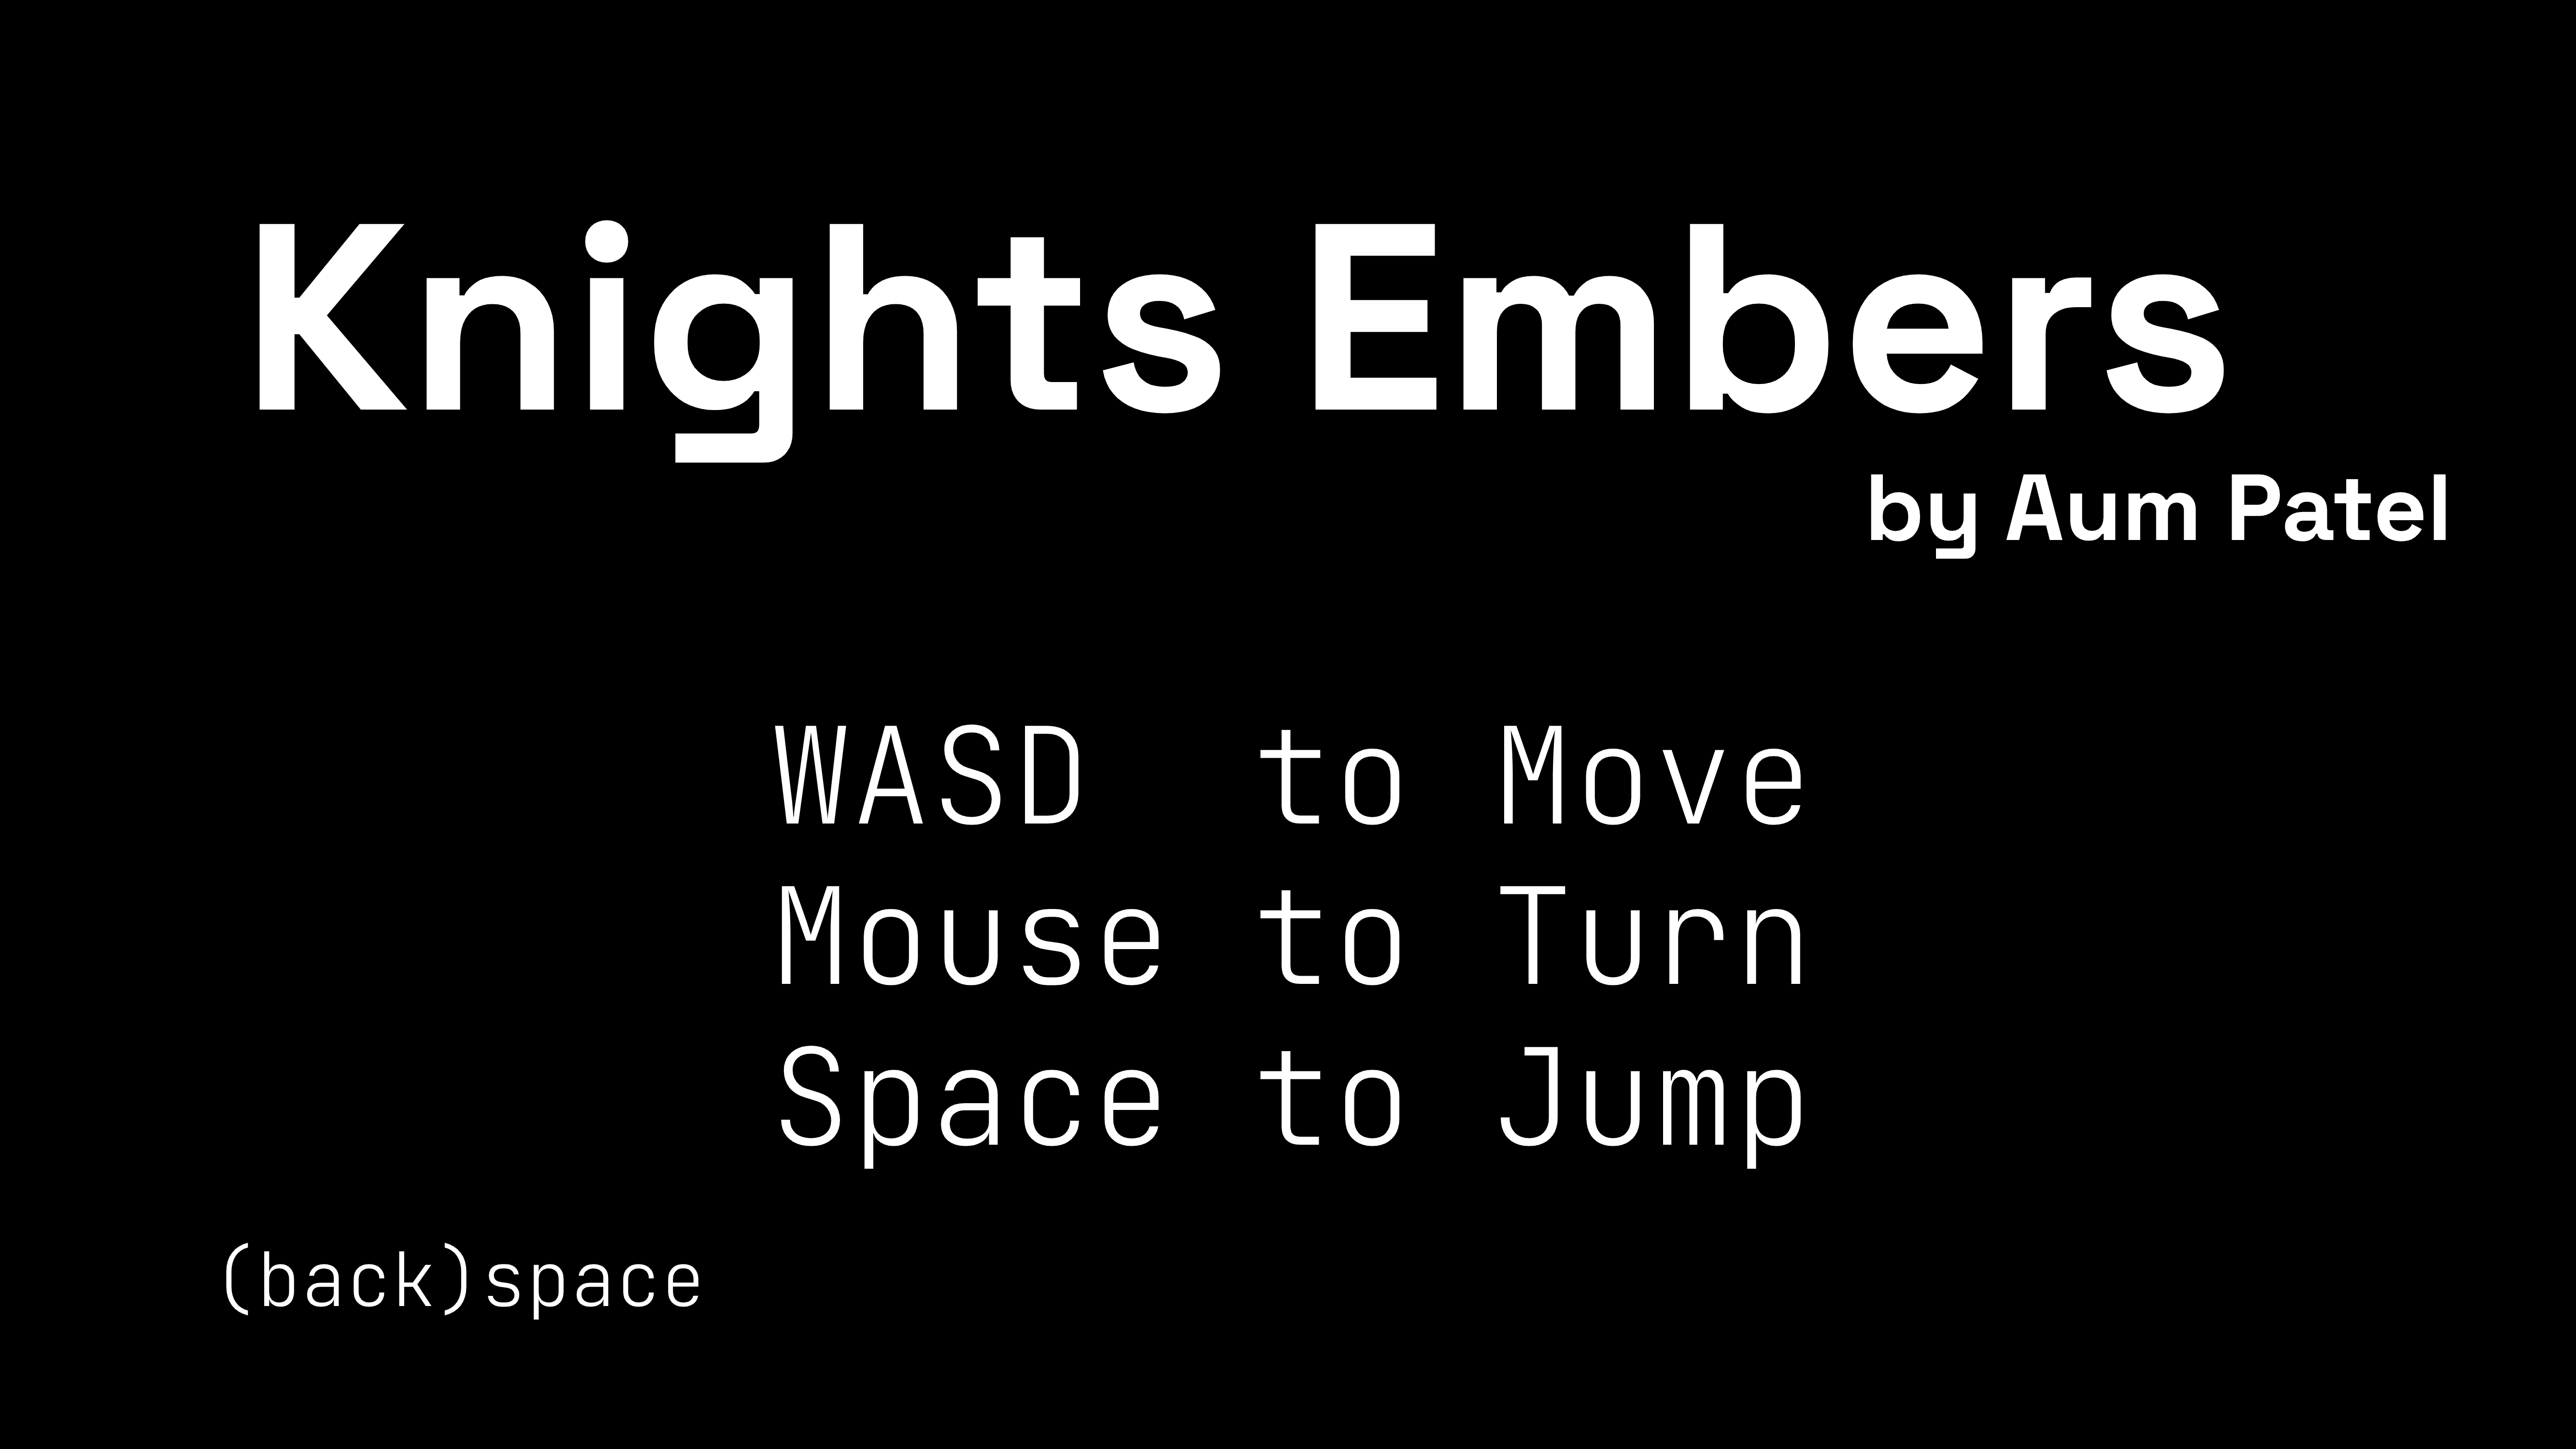 Knights Embers
by Aum Patel
WASD  to Move
Mouse to Turn
Space to Jump
(back)space